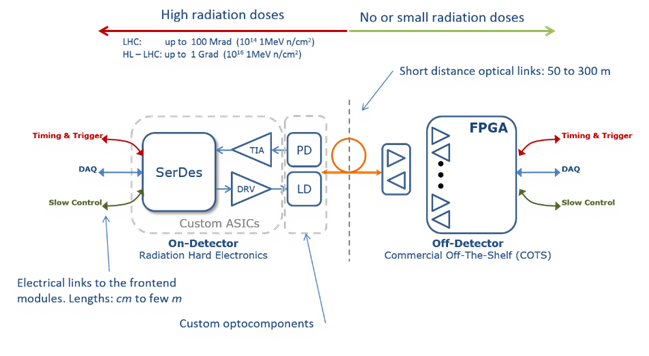 High radiation doses
No or small radiation doses
LHC: up to 100 Mrad (10¹⁴ 1MeV n/cm²)
HL – LHC: up to 1 Grad (10¹⁶ 1MeV n/cm²)
Short distance optical links: 50 to 300 m
FPGA
Timing & Trigger
DAQ
Slow Control
SerDes
TIA
DRV
PD
LD
Custom ASICs
Timing & Trigger
DAQ
Slow Control
On-Detector
Radiation Hard Electronics
Off-Detector
Commercial Off-The-Shelf (COTS)
Electrical links to the frontend
modules. Lengths: cm to few m
Custom optocomponents